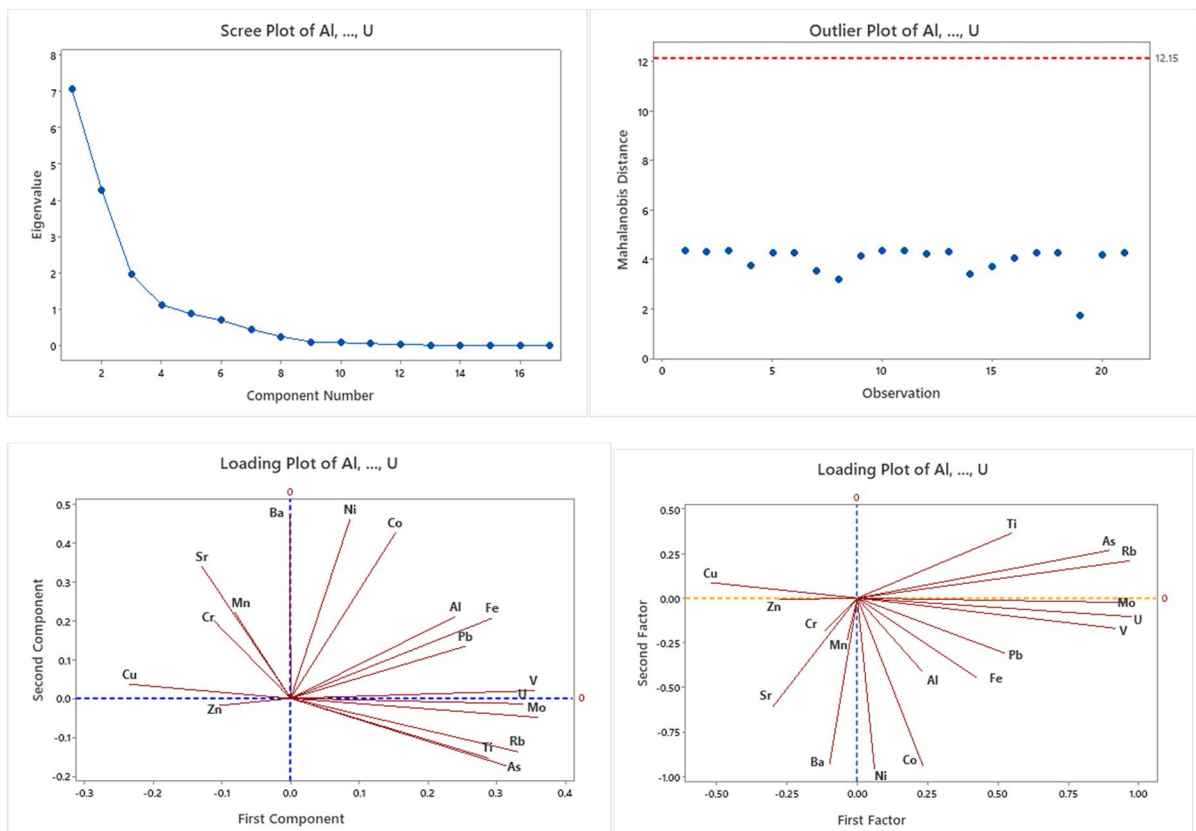 Scree Plot of Al, ..., U
8
7
6
5
4
3
2
1
0
Eigenvalue
2 4 6 8 10 12 14 16
Component Number
Outlier Plot of Al, ..., U
12
10
8
6
4
2
0
12.15
Mahalanobis Distance
0 5 10 15 20
Observation
Loading Plot of Al, ..., U
0
0.5
0.4
0.3
0.2
0.1
0.0
-0.1
-0.2
Second Component
Ba
Ni
Co
Sr
Mn
Cr
Al
Fe
Pb
Cu
Zn
V
U
Mo
Rb
Ti
As
0
-0.3 -0.2 -0.1 0.0 0.1 0.2 0.3 0.4
First Component
Loading Plot of Al, ..., U
0
0.50
0.25
0.00
-0.25
-0.50
-0.75
-1.00
Second Factor
Ti
As
Rb
Cu
Zn
Mo
U
V
Cr
Mn
Pb
Al
Fe
Sr
Ba
Ni
Co
0
-0.50 -0.25 0.00 0.25 0.50 0.75 1.00
First Factor